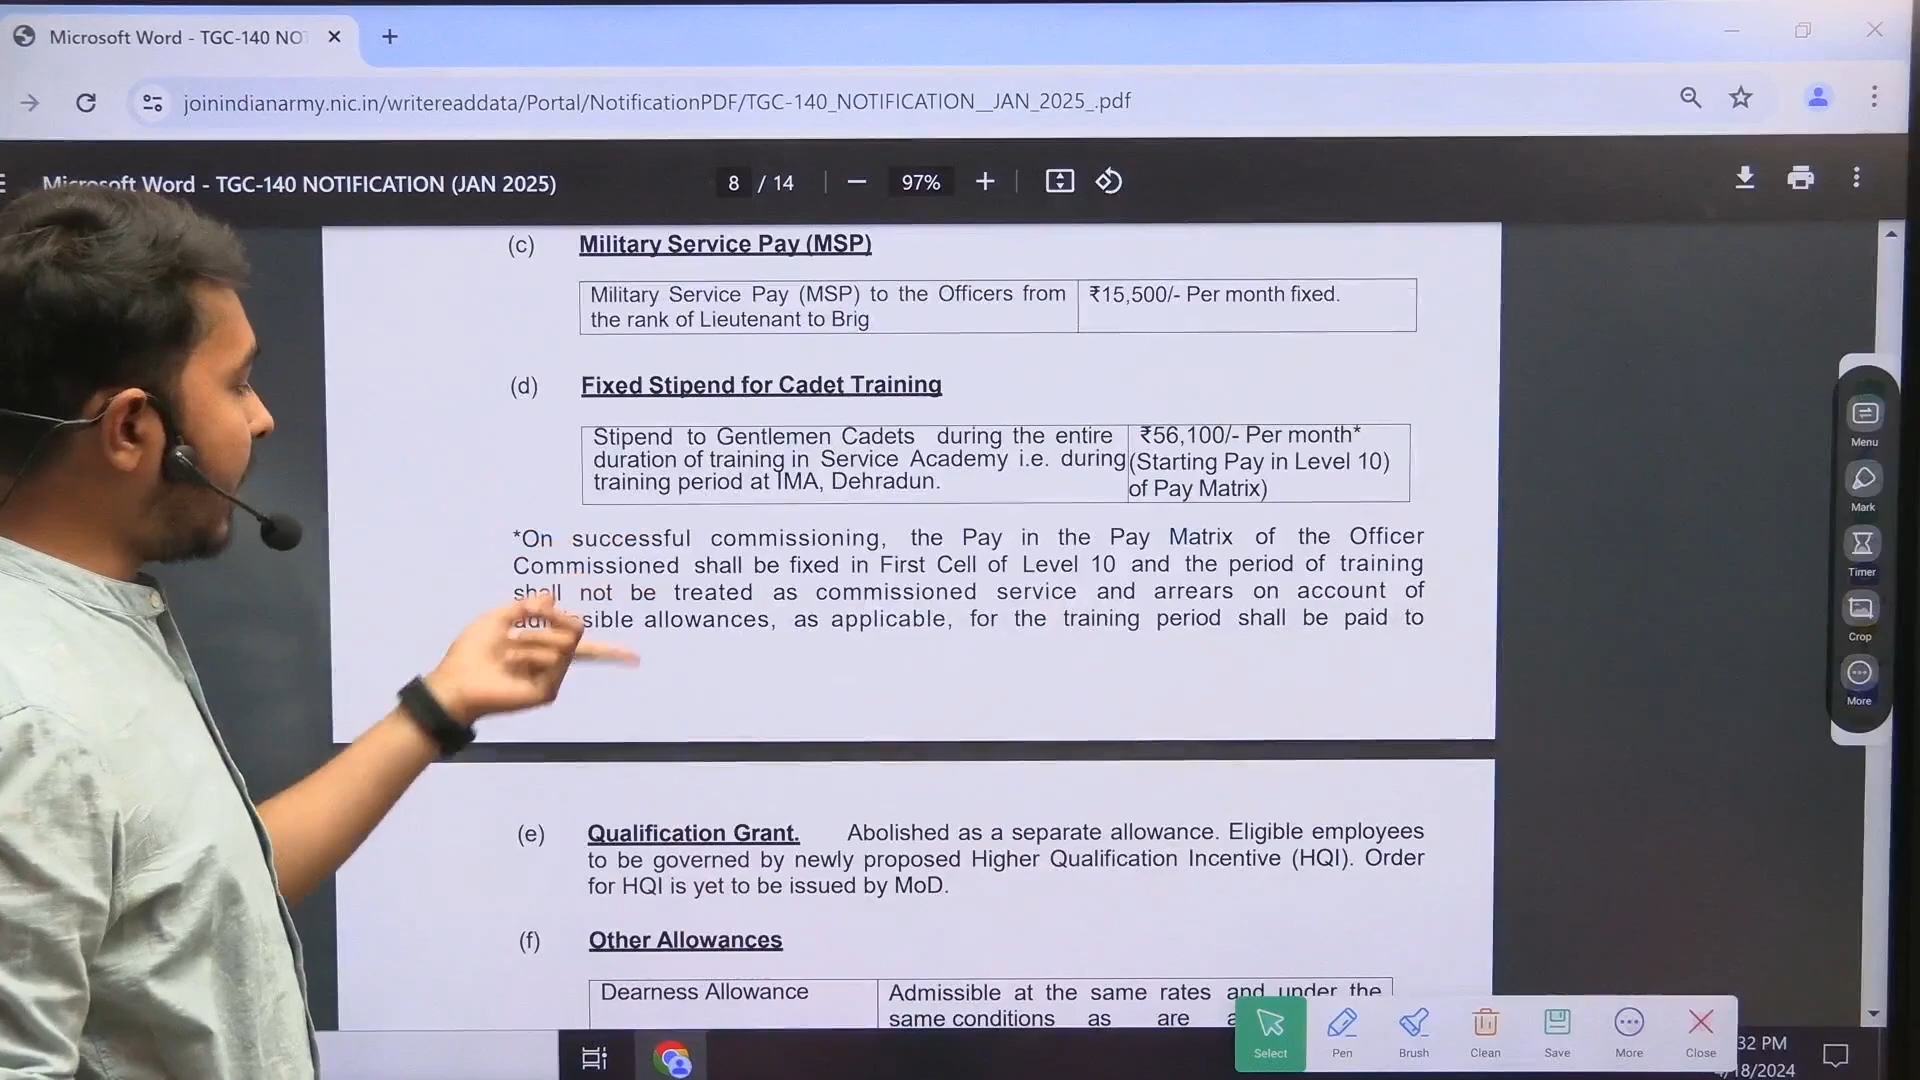 Microsoft Word - TGC-140 NO
joinindianarmy.nic.in/writereaddata/Portal/NotificationPDF/TGC-140_NOTIFICATION__JAN_2025_.pdf
Microsoft Word - TGC-140 NOTIFICATION (JAN 2025)
8 / 14
97%
(c) Military Service Pay (MSP)
Military Service Pay (MSP) to the Officers from
the rank of Lieutenant to Brig
₹15,500/- Per month fixed.
(d) Fixed Stipend for Cadet Training
Stipend to Gentlemen Cadets during the entire
duration of training in Service Academy i.e. during
training period at IMA, Dehradun.
₹56,100/- Per month*
(Starting Pay in Level 10)
of Pay Matrix)
*On successful commissioning, the Pay in the Pay Matrix of the Officer
Commissioned shall be fixed in First Cell of Level 10 and the period of training
shall not be treated as commissioned service and arrears on account of
allowances, as applicable, for the training period shall be paid to
(e) Qualification Grant. Abolished as a separate allowance. Eligible employees
to be governed by newly proposed Higher Qualification Incentive (HQI). Order
for HQI is yet to be issued by MoD.
(f) Other Allowances
Dearness Allowance
Admissible at the same rates and under the
same conditions as are
Menu
Mark
Timer
Crop
More
Select
Pen
Brush
Clean
Save
More
Close
32 PM
/18/2024